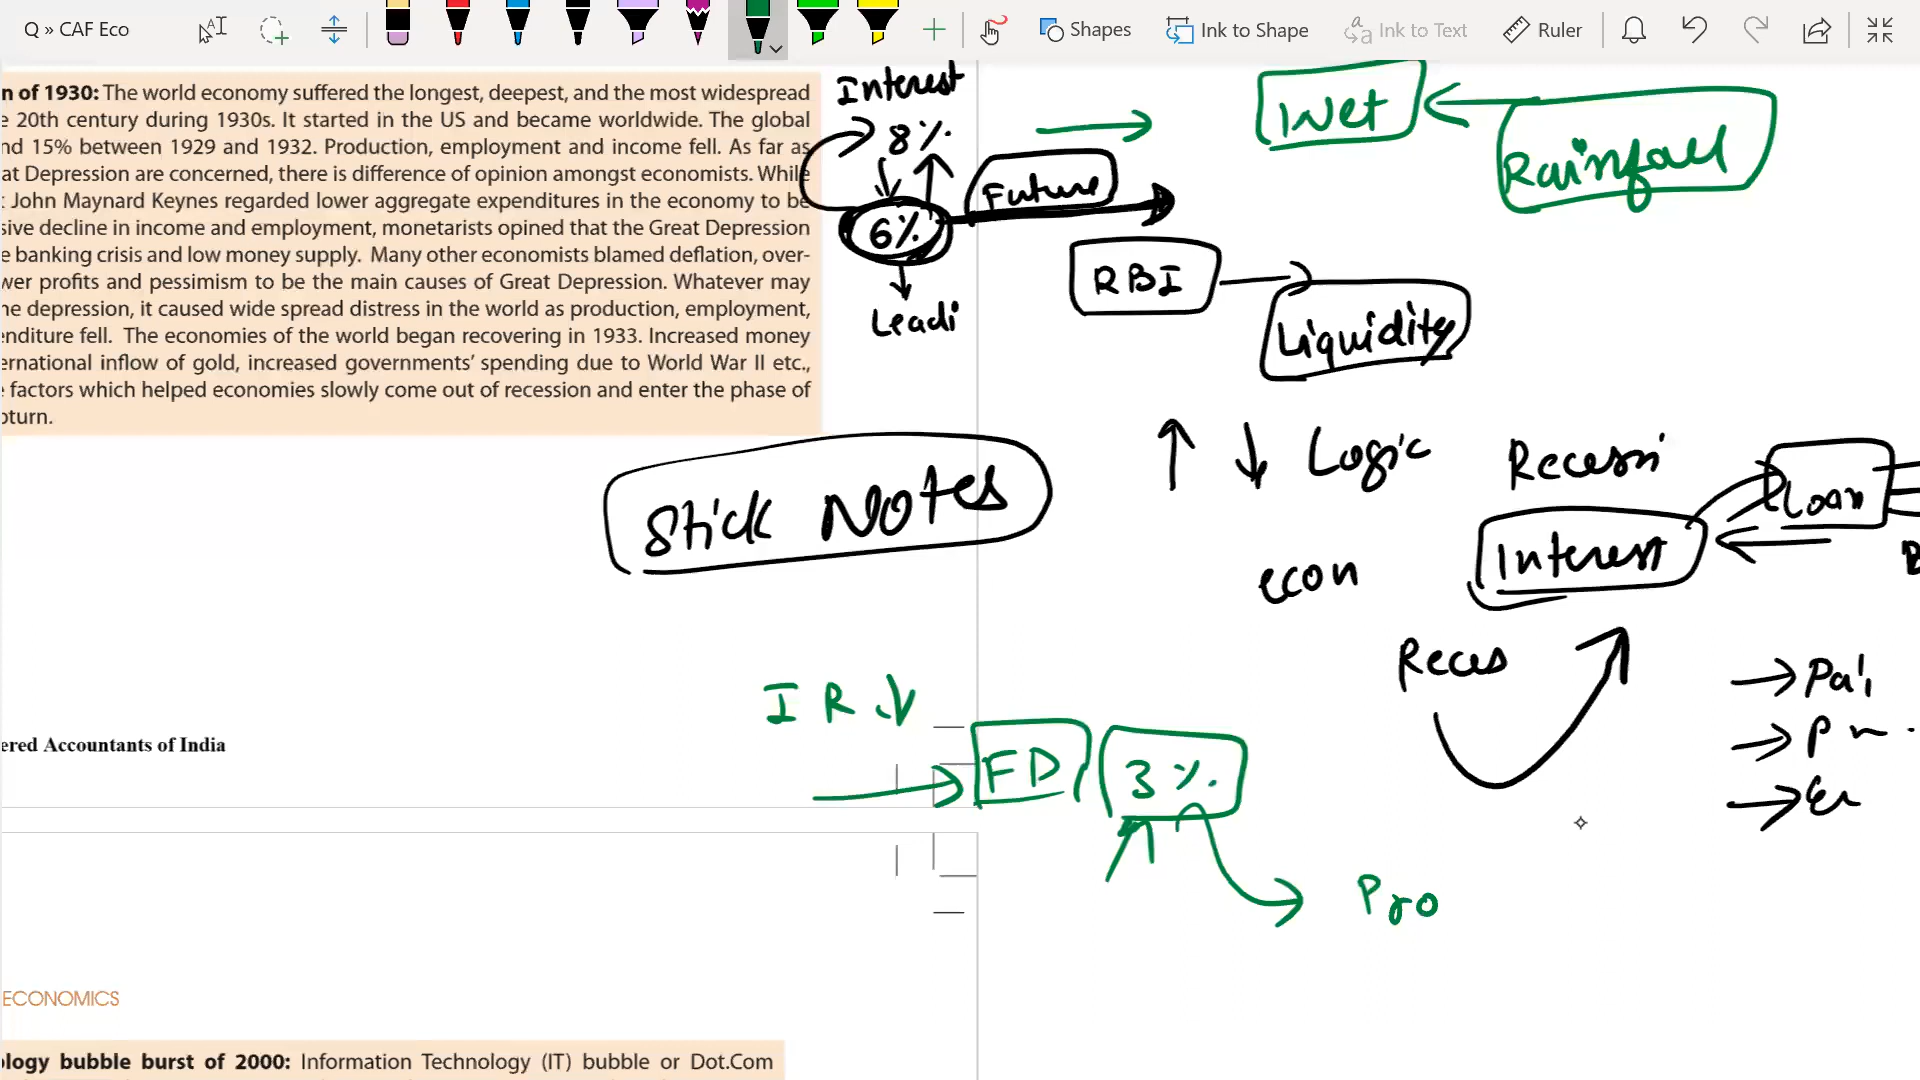 Q » CAF Eco
Shapes
Ink to Shape
Ink to Text
Ruler
n of 1930: The world economy suffered the longest, deepest, and the most widespread
e 20th century during 1930s. It started in the US and became worldwide. The global
nd 15% between 1929 and 1932. Production, employment and income fell. As far as
at Depression are concerned, there is difference of opinion amongst economists. While
John Maynard Keynes regarded lower aggregate expenditures in the economy to be
sive decline in income and employment, monetarists opined that the Great Depression
e banking crisis and low money supply. Many other economists blamed deflation, over-
wer profits and pessimism to be the main causes of Great Depression. Whatever may
he depression, it caused wide spread distress in the world as production, employment,
enditure fell. The economies of the world began recovering in 1933. Increased money
ernational inflow of gold, increased governments' spending due to World War II etc.,
factors which helped economies slowly come out of recession and enter the phase of
oturn.
Interest
8%
6%
Leadi
Future
Wet
Rainfall
RBI
Liquidity
Stick Notes
Logic
Recessi
Loan
Interest
econ
Reces
Pai
I R ↓
FD
3%
Pro
ered Accountants of India
ECONOMICS
ology bubble burst of 2000: Information Technology (IT) bubble or Dot.Com